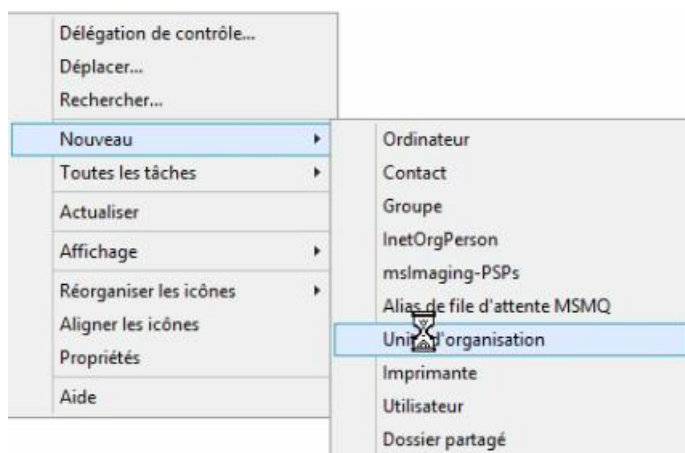 Délégation de contrôle...
Déplacer...
Rechercher...
Nouveau
Toutes les tâches
Actualiser
Affichage
Réorganiser les icônes
Aligner les icônes
Propriétés
Aide
Ordinateur
Contact
Groupe
InetOrgPerson
msImaging-PSPs
Alias de file d'attente MSMQ
Unité d'organisation
Imprimante
Utilisateur
Dossier partagé